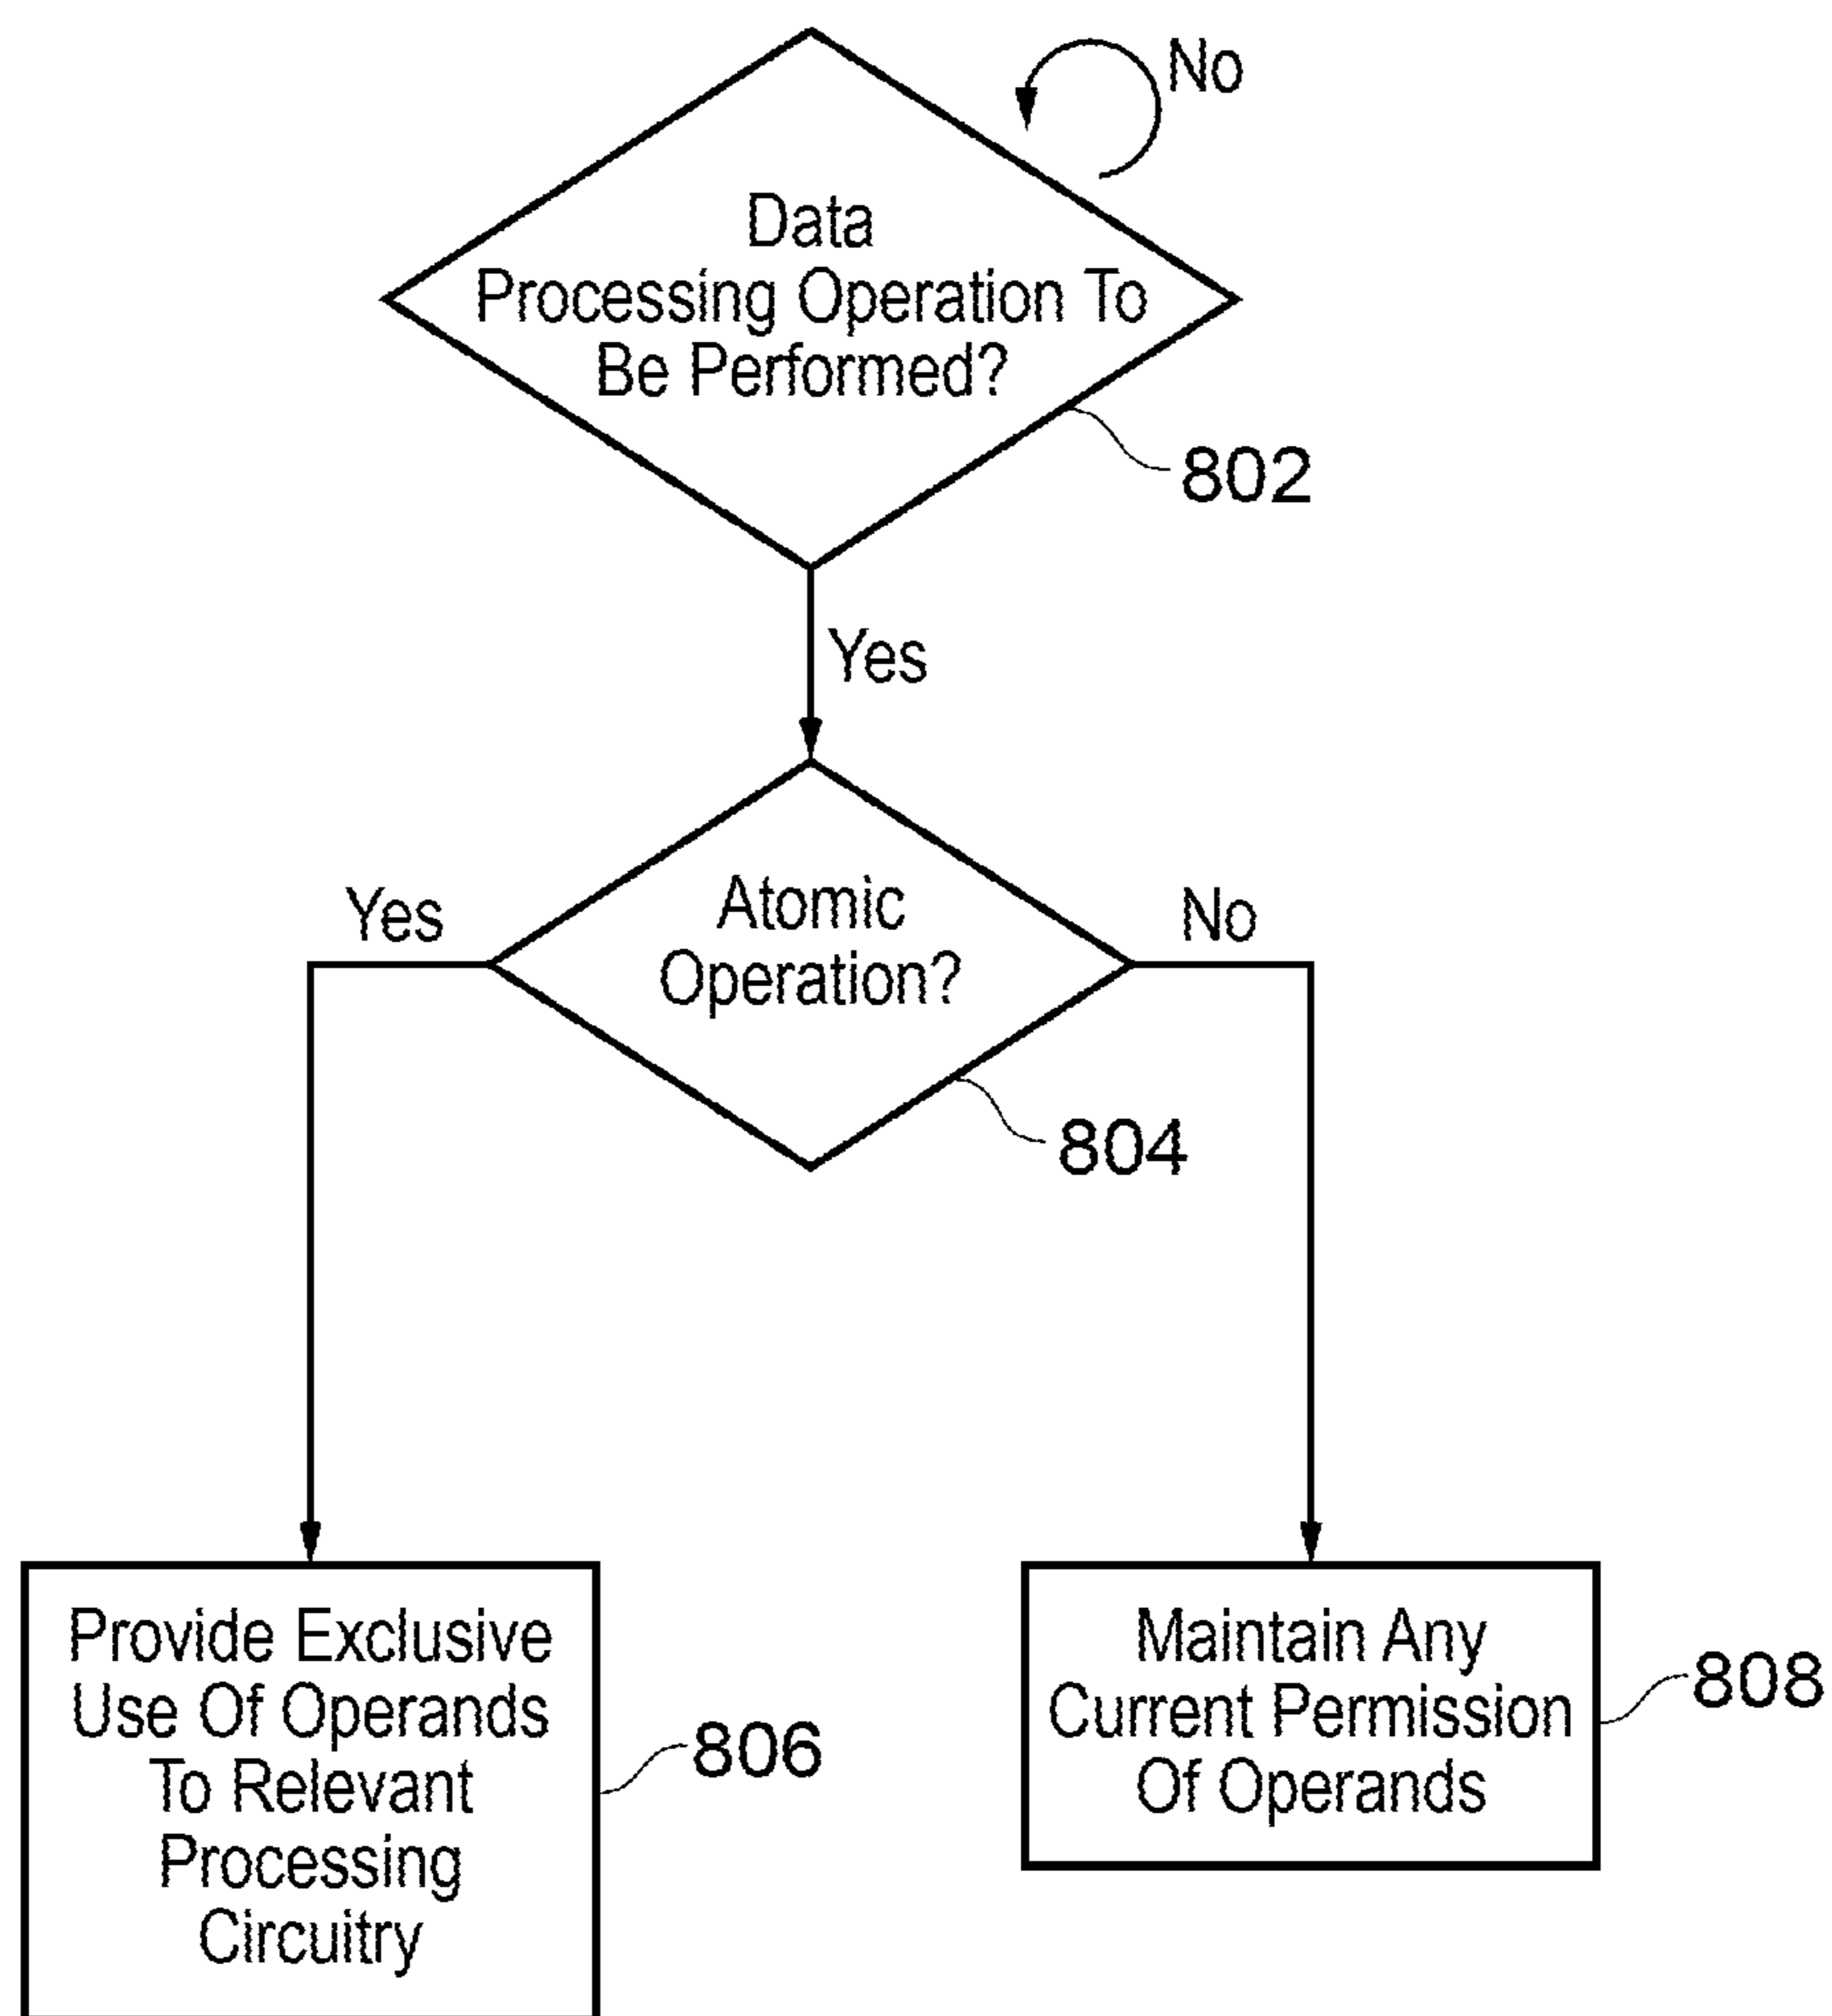 No
Data
Processing Operation To
Be Performed?
802
Yes
Atomic
Operation?
Yes
No
804
Provide Exclusive
Use Of Operands
To Relevant
Processing
Circuitry
806
Maintain Any
Current Permission
Of Operands
808